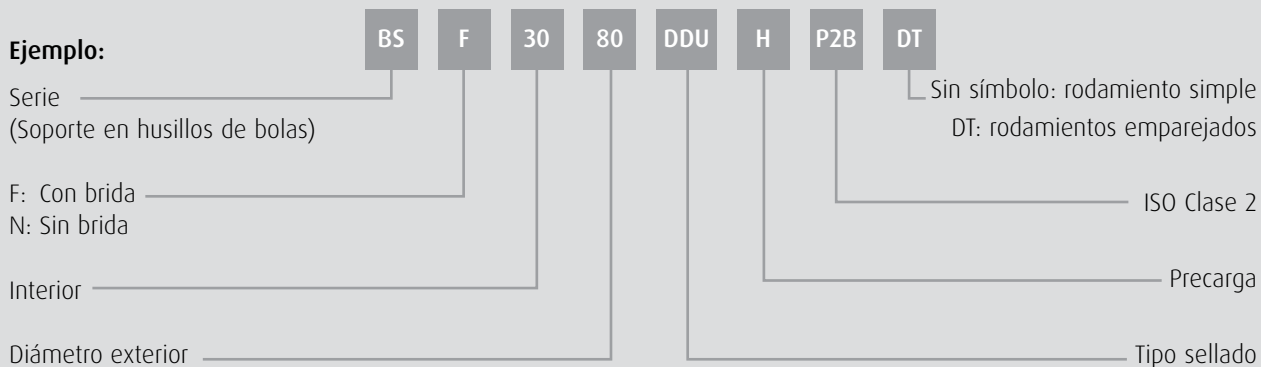 Ejemplo:
BS F 30 80 DDU H P2B DT
Serie
(Soporte en husillos de bolas)
F: Con brida
N: Sin brida
Interior
Diámetro exterior
Sin símbolo: rodamiento simple
DT: rodamientos emparejados
ISO Clase 2
Precarga
Tipo sellado